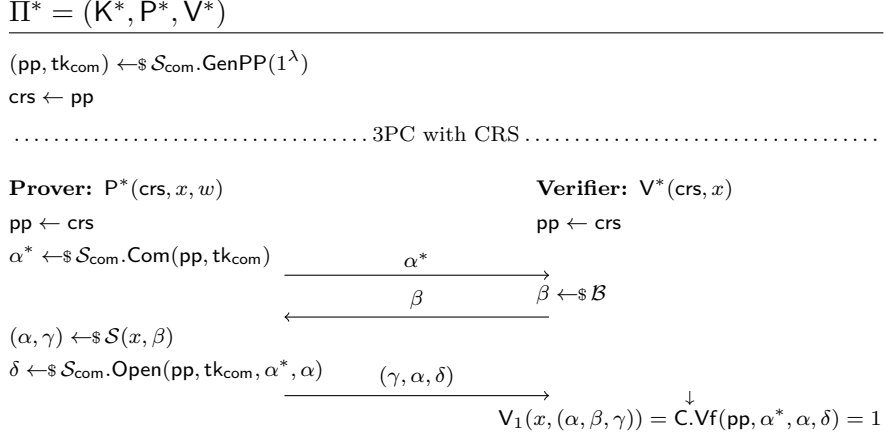 Π* = (K*, P*, V*)
(pp, tk_com) ←$ S_com.GenPP(1^λ)
crs ← pp
.................................... 3PC with CRS ....................................
Prover: P*(crs, x, w) Verifier: V*(crs, x)
pp ← crs pp ← crs
α* ←$ S_com.Com(pp, tk_com) α*
β β ←$ B
(α, γ) ←$ S(x, β)
δ ←$ S_com.Open(pp, tk_com, α*, α) (γ, α, δ)
↓
V₁(x, (α, β, γ)) = C.Vf(pp, α*, α, δ) = 1